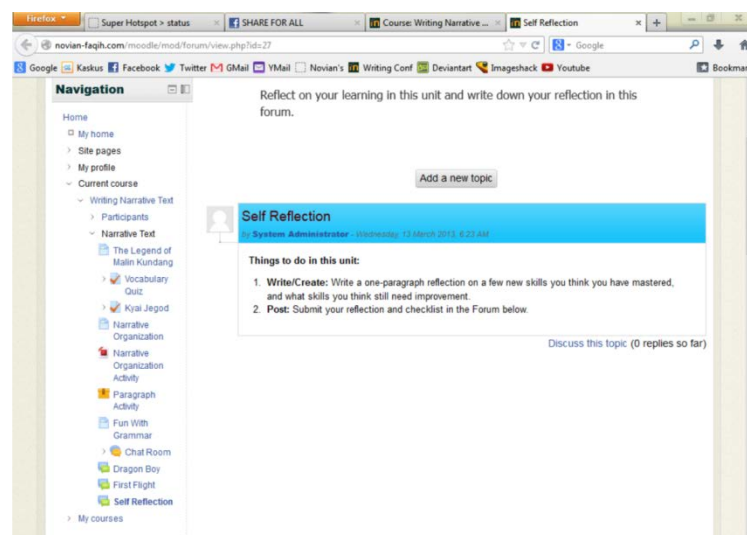 Firefox
Super Hotspot > status
SHARE FOR ALL
Course: Writing Narrative ...
Self Reflection
novian-faqih.com/moodle/mod/forum/view.php?id=27
Google
Google Kaskus Facebook Twitter GMail YMail Novian's Writing Conf Deviantart Imageshack Youtube
Bookmar
Navigation
Home
My home
Site pages
My profile
Current course
Writing Narrative Text
Participants
Narrative Text
The Legend of
Malin Kundang
Vocabulary
Quiz
Kyai Jegod
Narrative
Organization
Narrative
Organization
Activity
Paragraph
Activity
Fun With
Grammar
Chat Room
Dragon Boy
First Flight
Self Reflection
My courses
Reflect on your learning in this unit and write down your reflection in this
forum.
Add a new topic
Self Reflection
by System Administrator - Wednesday, 13 March 2013, 6:23 AM
Things to do in this unit:
1. Write/Create: Write a one-paragraph reflection on a few new skills you think you have mastered,
and what skills you think still need improvement.
2. Post: Submit your reflection and checklist in the Forum below.
Discuss this topic (0 replies so far)